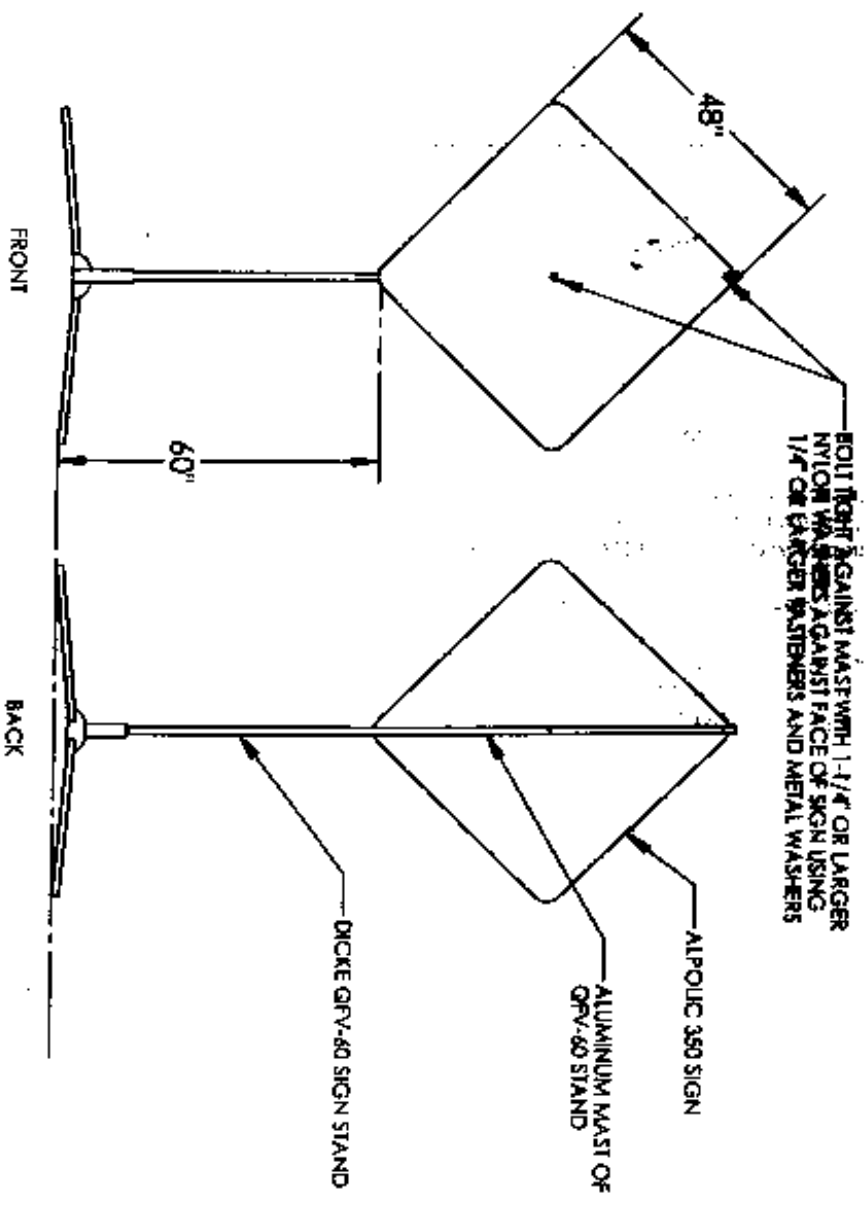 BOLT TIGHT AGAINST MAST WITH 1-1/4" OR LARGER
NYLON WASHERS AGAINST FACE OF SIGN USING
1/4" OR LARGER FASTENERS AND METAL WASHERS
48"
60"
ALPOLIC 350 SIGN
ALUMINUM MAST OF
QFV-60 STAND
DICKE QFV-60 SIGN STAND
FRONT
BACK